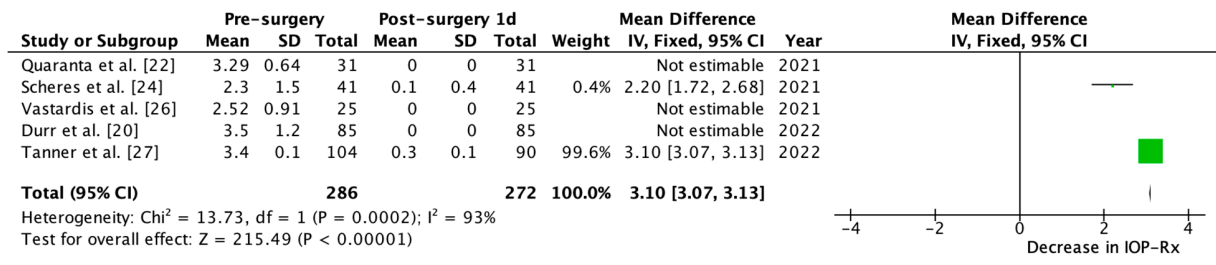 Pre-surgery Post-surgery 1d Mean Difference Mean Difference
Study or Subgroup Mean SD Total Mean SD Total Weight IV, Fixed, 95% CI Year IV, Fixed, 95% CI
Quaranta et al. [22] 3.29 0.64 31 0 0 31 Not estimable 2021
Scheres et al. [24] 2.3 1.5 41 0.1 0.4 41 0.4% 2.20 [1.72, 2.68] 2021
Vastardis et al. [26] 2.52 0.91 25 0 0 25 Not estimable 2021
Durr et al. [20] 3.5 1.2 85 0 0 85 Not estimable 2022
Tanner et al. [27] 3.4 0.1 104 0.3 0.1 90 99.6% 3.10 [3.07, 3.13] 2022
Total (95% CI) 286 272 100.0% 3.10 [3.07, 3.13]
Heterogeneity: Chi² = 13.73, df = 1 (P = 0.0002); I² = 93%
Test for overall effect: Z = 215.49 (P < 0.00001)
-4 -2 0 2 4
Decrease in IOP-Rx